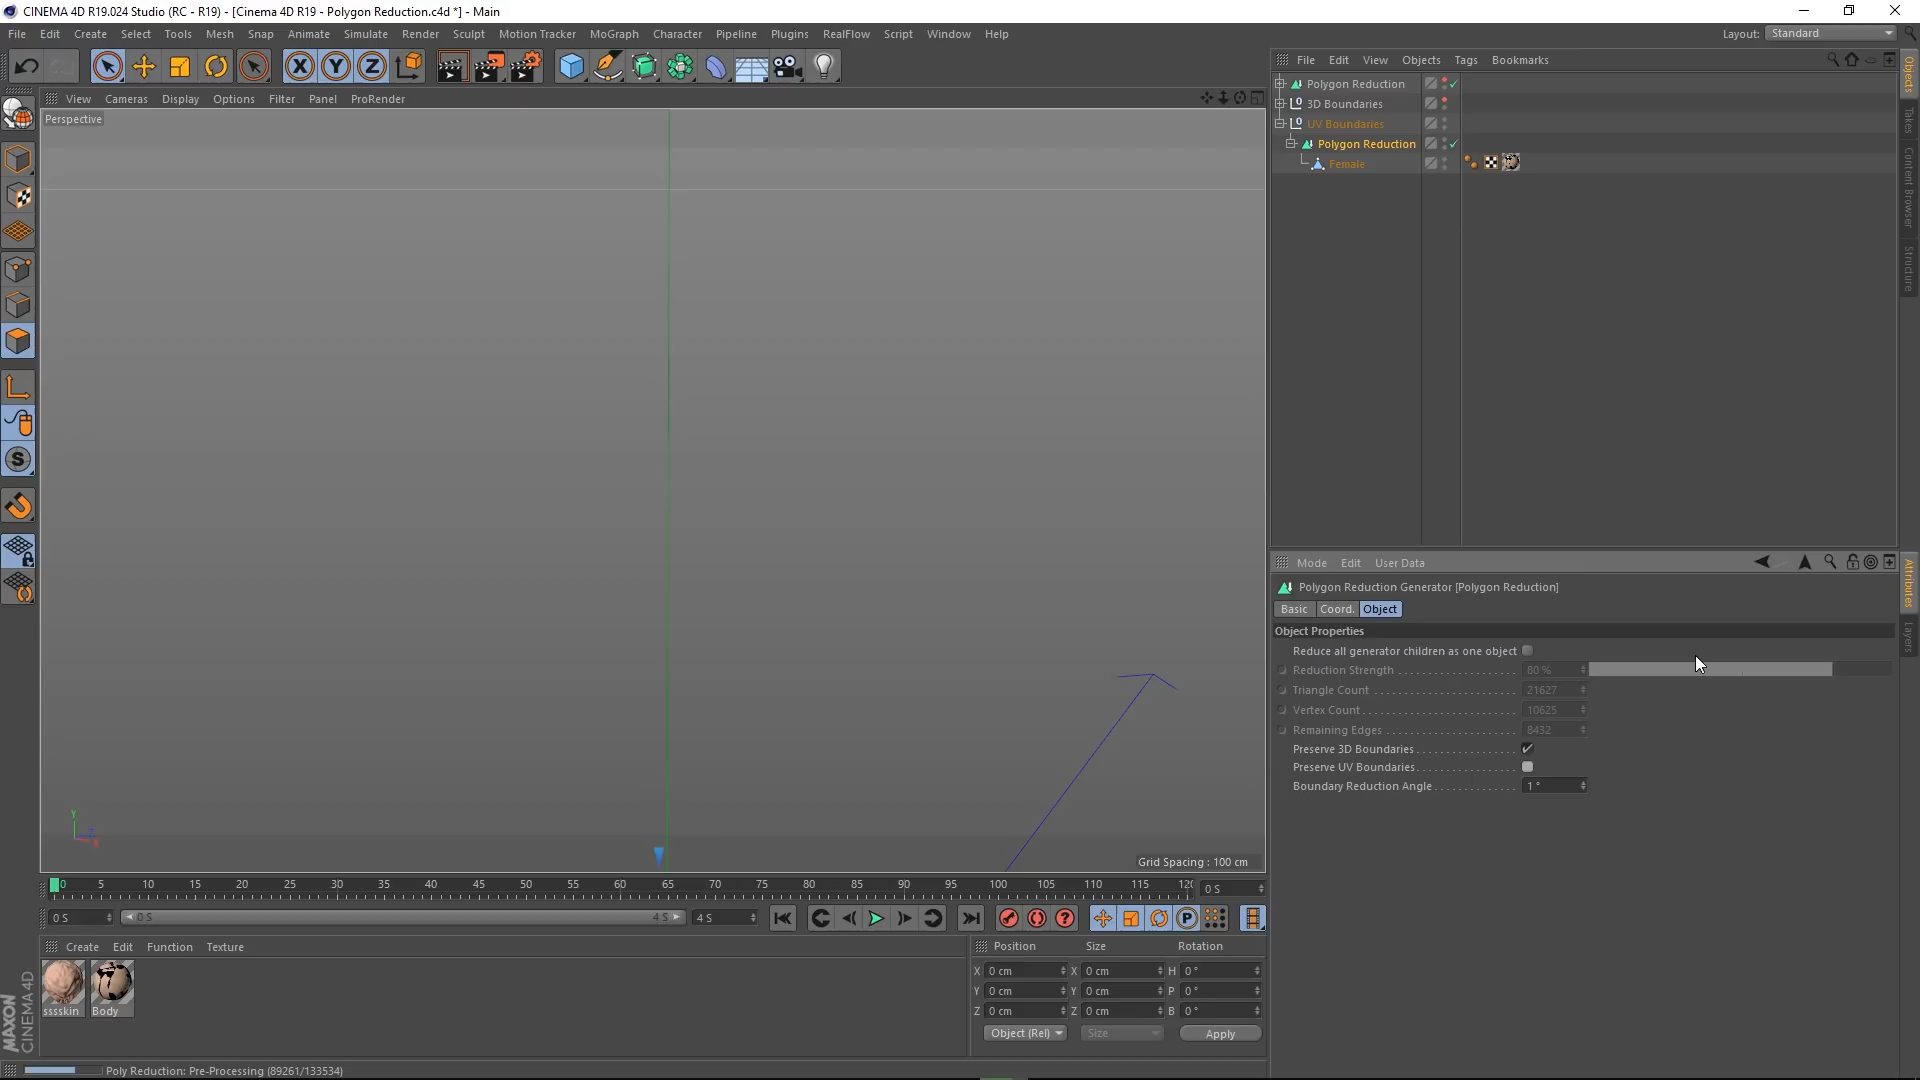 CINEMA 4D R19.024 Studio (RC - R19) - [Cinema 4D R19 - Polygon Reduction.c4d *] - Main
File Edit Create Select Tools Mesh Snap Animate Simulate Render Sculpt Motion Tracker MoGraph Character Pipeline Plugins RealFlow Script Window Help
Layout: Standard
X Y Z
File Edit View Objects Tags Bookmarks
Polygon Reduction
3D Boundaries
UV Boundaries
Polygon Reduction
Female
Objects
Takes
Content Browser
Structure
View Cameras Display Options Filter Panel ProRender
Perspective
Y
Z
X
Grid Spacing : 100 cm
Mode Edit User Data
Polygon Reduction Generator [Polygon Reduction]
Basic Coord. Object
Object Properties
Reduce all generator children as one object
Reduction Strength 80 %
Triangle Count 21627
Vertex Count 10625
Remaining Edges 8432
Preserve 3D Boundaries
Preserve UV Boundaries
Boundary Reduction Angle 1 °
Attributes
Layers
0 5 10 15 20 25 30 35 40 45 50 55 60 65 70 75 80 85 90 95 100 105 110 115 120 0 S
0 S 0 S 4 S 4 S
Create Edit Function Texture
ssskin Body
Position Size Rotation
X 0 cm X 0 cm H 0 °
Y 0 cm Y 0 cm P 0 °
Z 0 cm Z 0 cm B 0 °
Object (Rel) Size Apply
MAXON
CINEMA 4D
Poly Reduction: Pre-Processing (89261/133534)